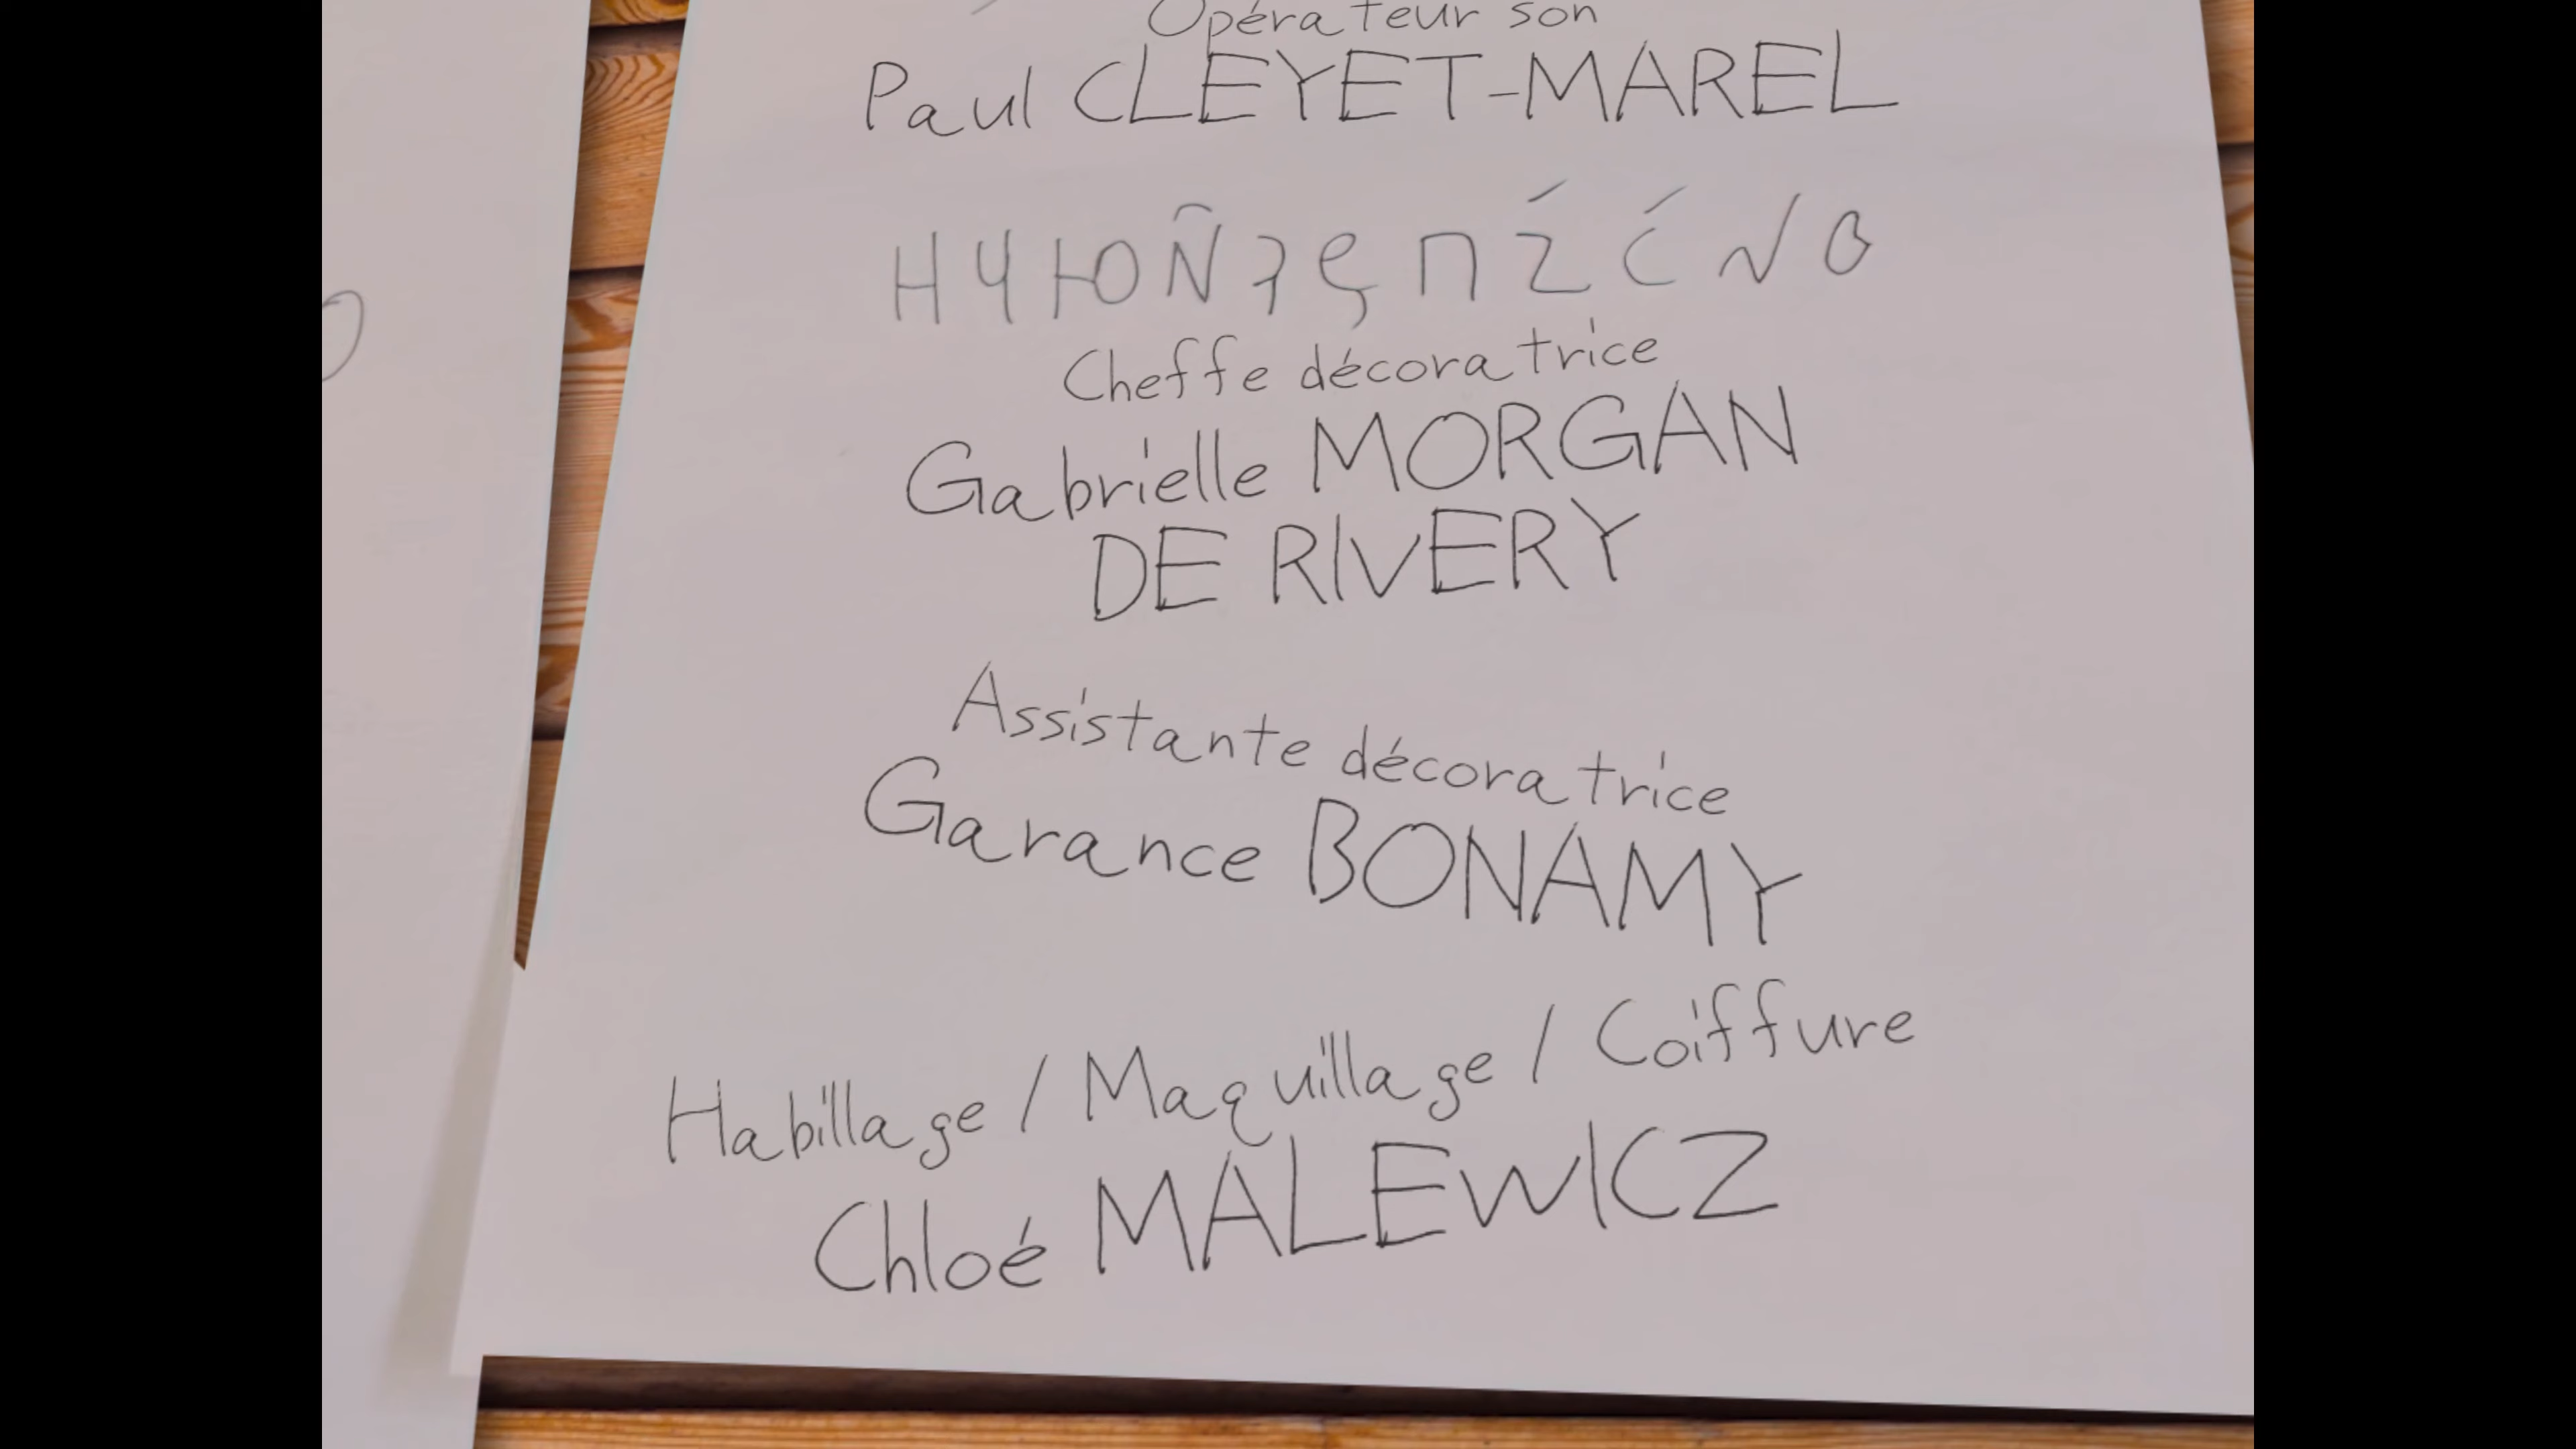 Opérateur son
Paul CLEYET-MAREL
Cheffe décoratrice
Gabrielle MORGAN
DE RIVERY
Assistante décoratrice
Garance BONAMY
Habillage / Maquillage / Coiffure
Chloé MALEWICZ